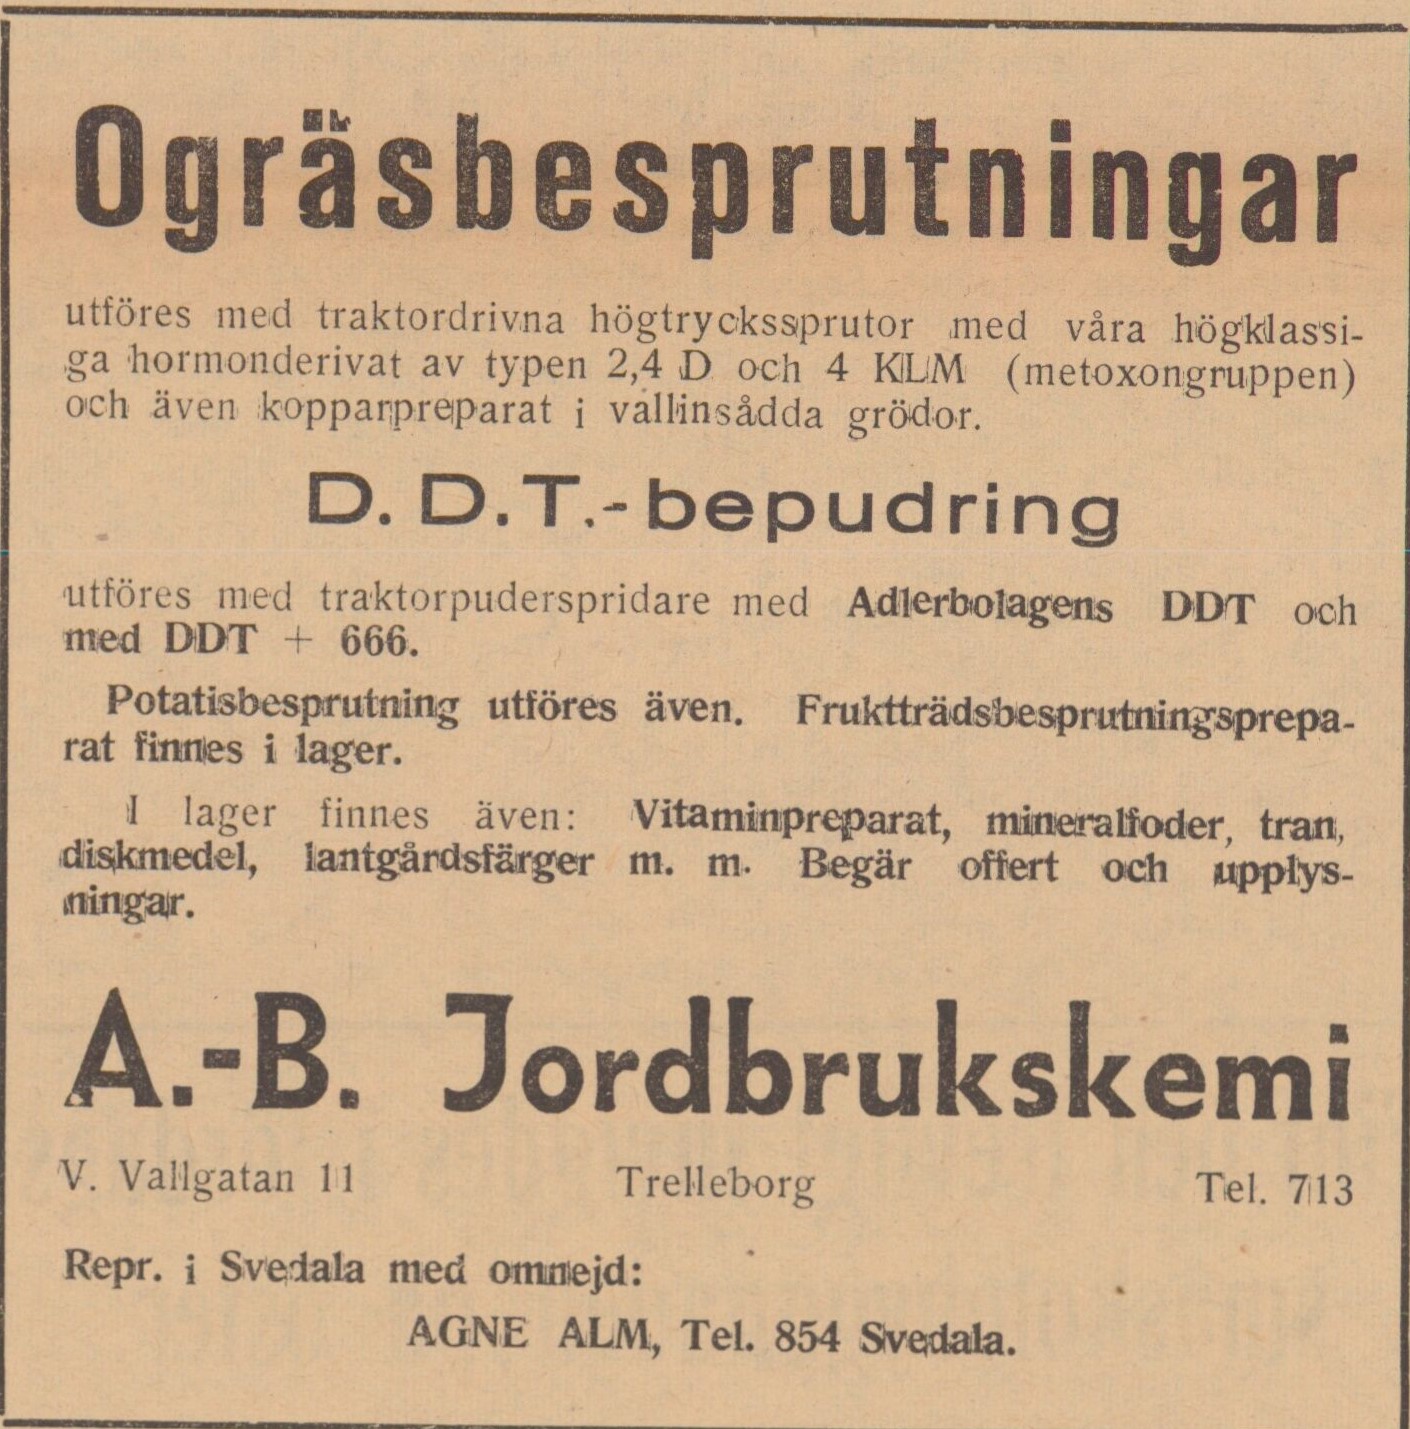 Ogräsbesprutningar
utföres med traktordrivna högtryckssprutor med våra högklassi-
ga hormonderivat av typen 2,4 D och 4 KLM (metoxongruppen)
och även kopparpreparat i vallinsådda grödor.
D. D.T.-bepudring
utföres med traktorpuderspridare med Adlerbolagens DDT och
med DDT + 666.
Potatisbesprutning utföres även. Fruktträdsbesprutningsprepa-
rat finnes i lager.
I lager finnes även: Vitaminpreparat, mineralfoder, tran,
diskmedel, lantgårdsfärger m. m. Begär offert och upplys-
ningar.
A.-B. Jordbrukskemi
V. Vallgatan 11 Trelleborg Tel. 713
Repr. i Svedala med omnejd:
AGNE ALM, Tel. 854 Svedala.